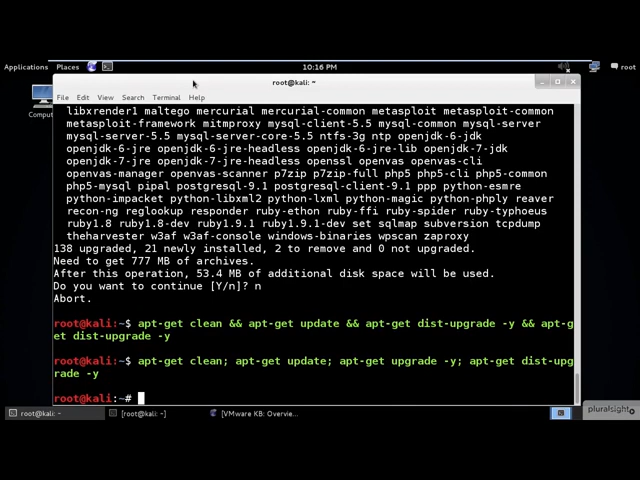 Applications Places 10:16 PM root
root@kali: ~
File Edit View Search Terminal Help
Comput
libxrender1 maltego mercurial mercurial-common metasploit metasploit-common
metasploit-framework mitmproxy mysql-client-5.5 mysql-common mysql-server
mysql-server-5.5 mysql-server-core-5.5 ntfs-3g ntp openjdk-6-jdk
openjdk-6-jre openjdk-6-jre-headless openjdk-6-jre-lib openjdk-7-jdk
openjdk-7-jre openjdk-7-jre-headless openssl openvas openvas-cli
openvas-manager openvas-scanner p7zip p7zip-full php5 php5-cli php5-common
php5-mysql pipal postgresql-9.1 postgresql-client-9.1 ppp python-esmre
python-impacket python-libxml2 python-lxml python-magic python-phply reaver
recon-ng reglookup responder ruby-ethon ruby-ffi ruby-spider ruby-typhoeus
ruby1.8 ruby1.8-dev ruby1.9.1 ruby1.9.1-dev set sqlmap subversion tcpdump
theharvester w3af w3af-console windows-binaries wpscan zaproxy
138 upgraded, 21 newly installed, 2 to remove and 0 not upgraded.
Need to get 777 MB of archives.
After this operation, 53.4 MB of additional disk space will be used.
Do you want to continue [Y/n]? n
Abort.
root@kali:~$ apt-get clean && apt-get update && apt-get dist-upgrade -y && apt-g
et dist-upgrade -y
root@kali:~$ apt-get clean; apt-get update; apt-get upgrade -y; apt-get dist-upg
rade -y
root@kali:~#
root@kali: ~ [root@kali: ~] [VMware KB: Overvie...
pluralsight